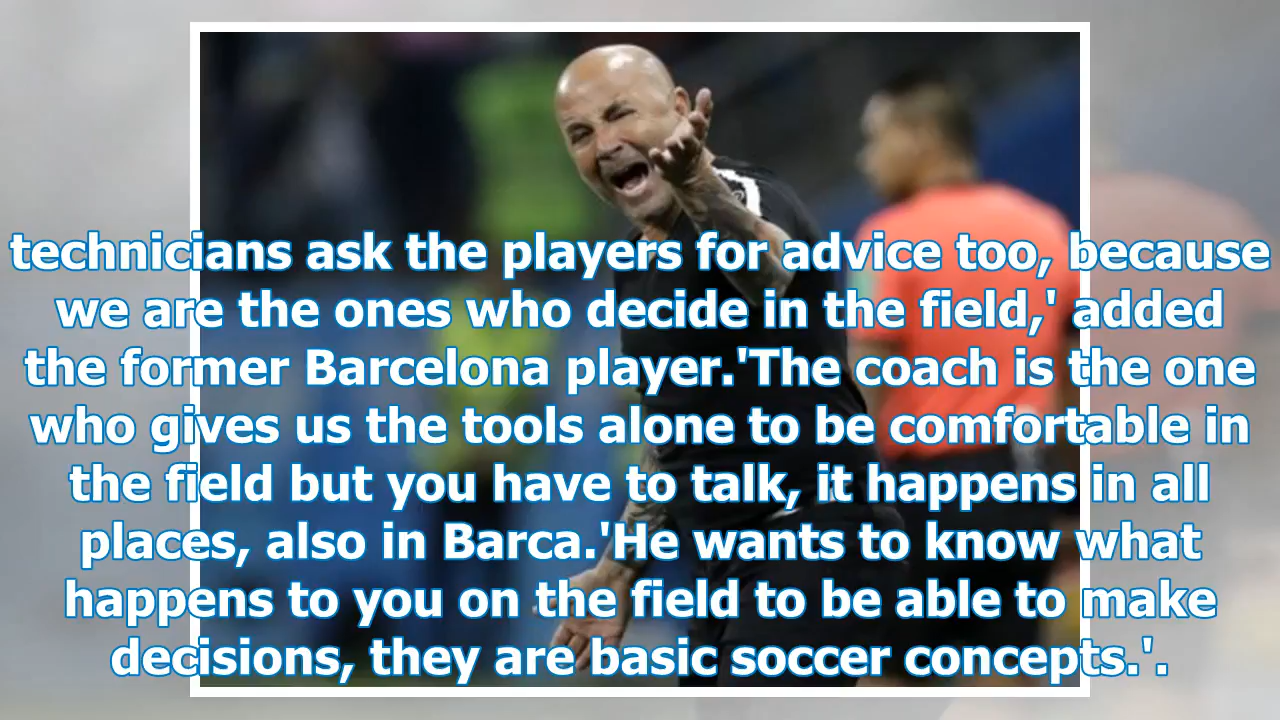 technicians ask the players for advice too, because
we are the ones who decide in the field,' added
the former Barcelona player.'The coach is the one
who gives us the tools alone to be comfortable in
the field but you have to talk, it happens in all
places, also in Barca.'He wants to know what
happens to you on the field to be able to make
decisions, they are basic soccer concepts.'.